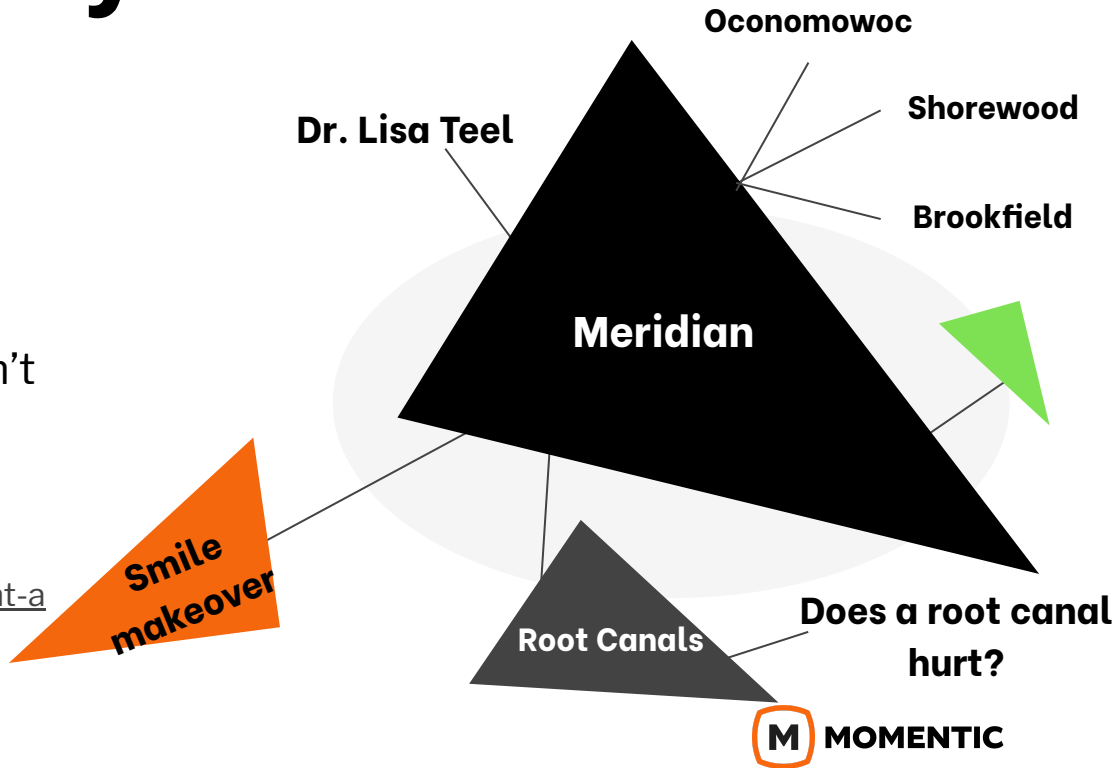 Oconomowoc
Shorewood
Dr. Lisa Teel
Brookfield
Meridian
n't
Smile
makeover
nt-a
Does a root canal
hurt?
Root Canals
M MOMENTIC